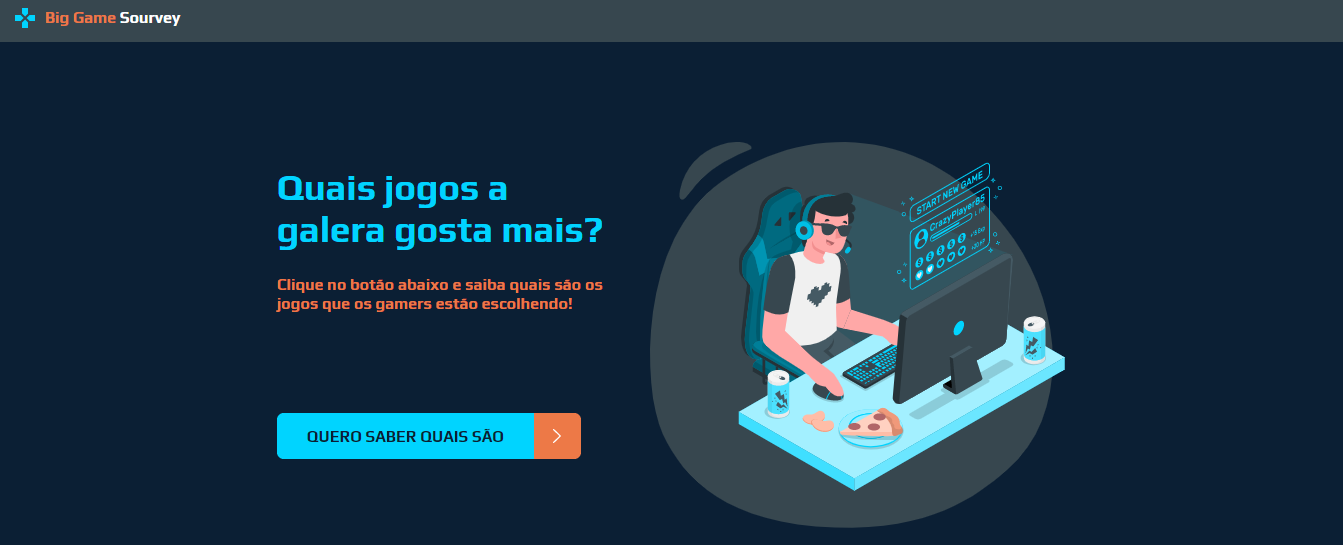 Big Game Sourvey
Quais jogos a
galera gosta mais?
Clique no botão abaixo e saiba quais são os
jogos que os gamers estão escolhendo!
QUERO SABER QUAIS SÃO
START NEW GAME
CrazyPlayer85